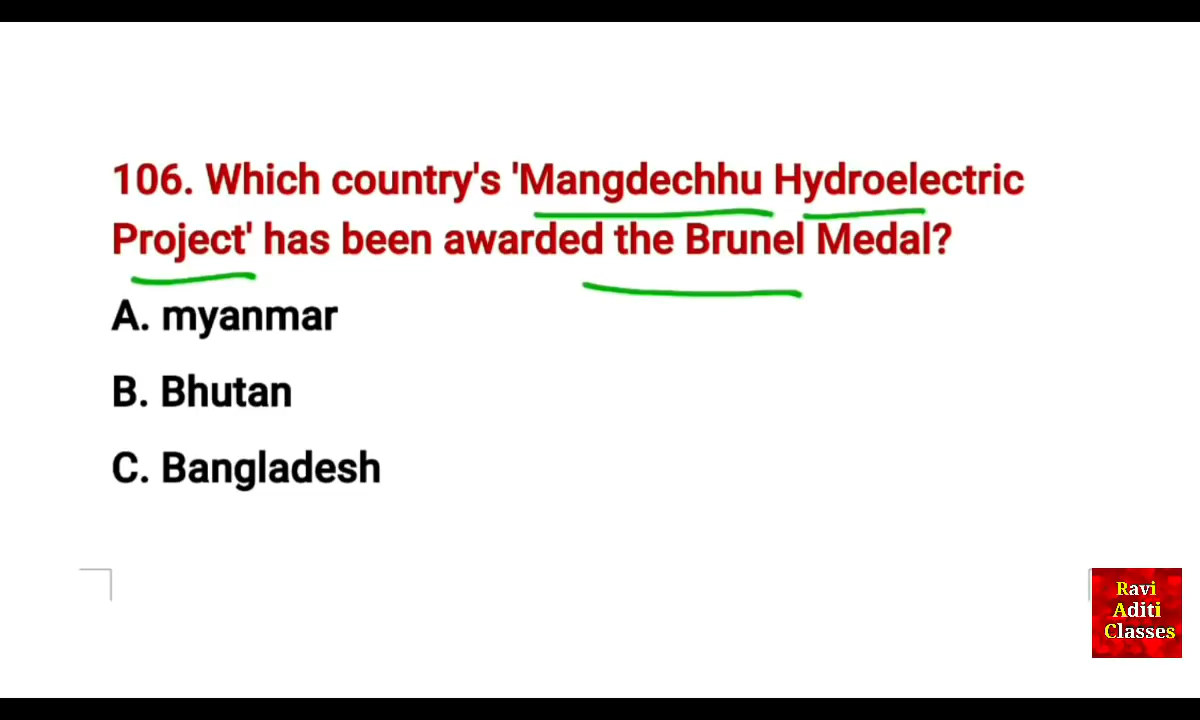 106. Which country's 'Mangdechhu Hydroelectric
Project' has been awarded the Brunel Medal?
A. myanmar
B. Bhutan
C. Bangladesh
Ravi
Aditi
Classes